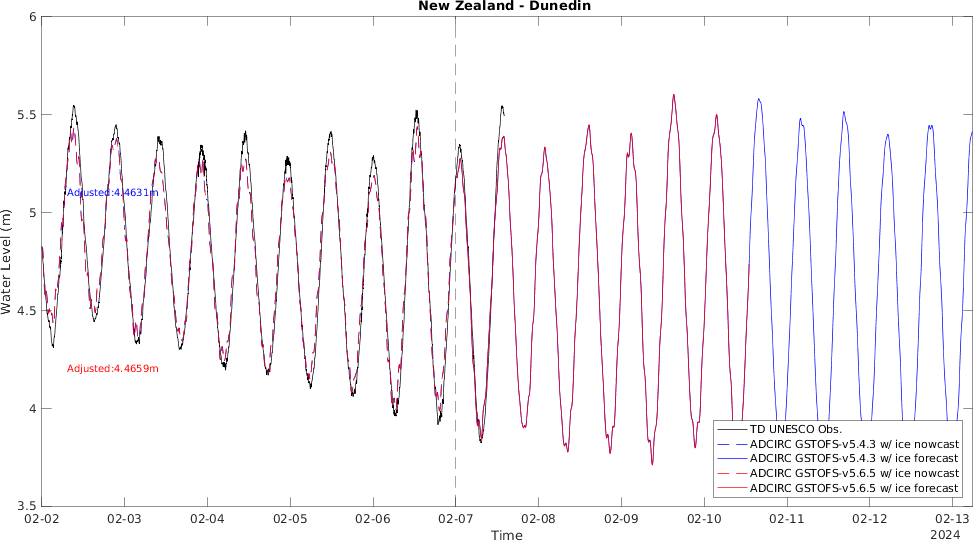 New Zealand - Dunedin
6
5.5
5
4.5
4
3.5
Water Level (m)
Adjusted:4.4631m
Adjusted:4.4659m
TD UNESCO Obs.
ADCIRC GSTOFS-v5.4.3 w/ ice nowcast
ADCIRC GSTOFS-v5.4.3 w/ ice forecast
ADCIRC GSTOFS-v5.6.5 w/ ice nowcast
ADCIRC GSTOFS-v5.6.5 w/ ice forecast
02-02 02-03 02-04 02-05 02-06 02-07 02-08 02-09 02-10 02-11 02-12 02-13
Time
2024